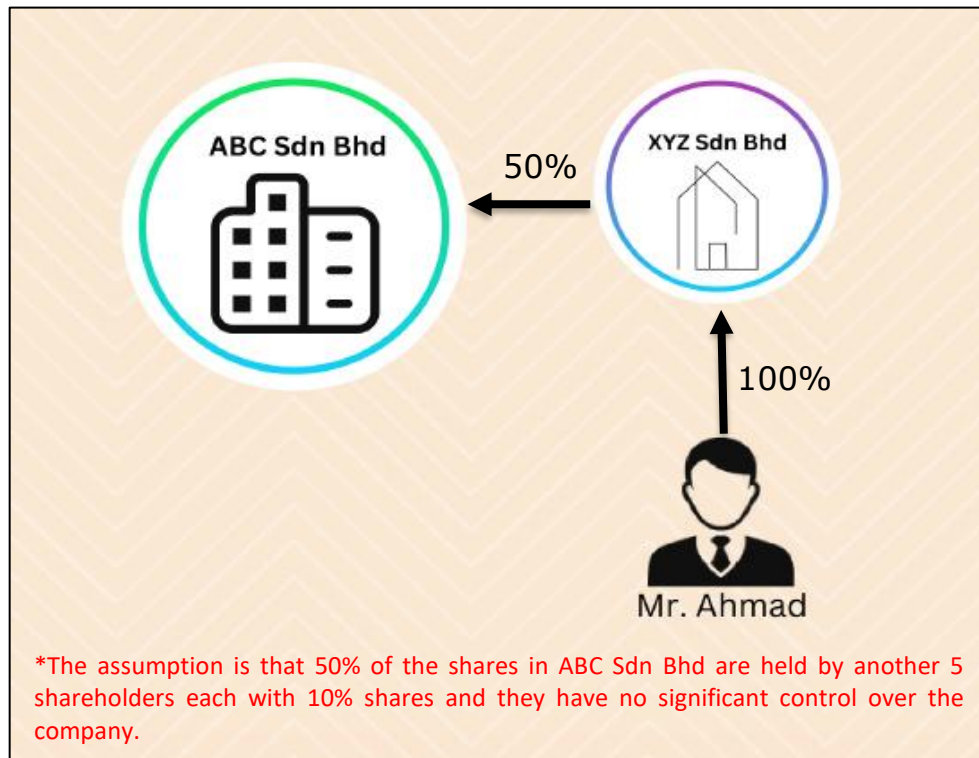 ABC Sdn Bhd
XYZ Sdn Bhd
50%
100%
Mr. Ahmad
*The assumption is that 50% of the shares in ABC Sdn Bhd are held by another 5
shareholders each with 10% shares and they have no significant control over the
company.